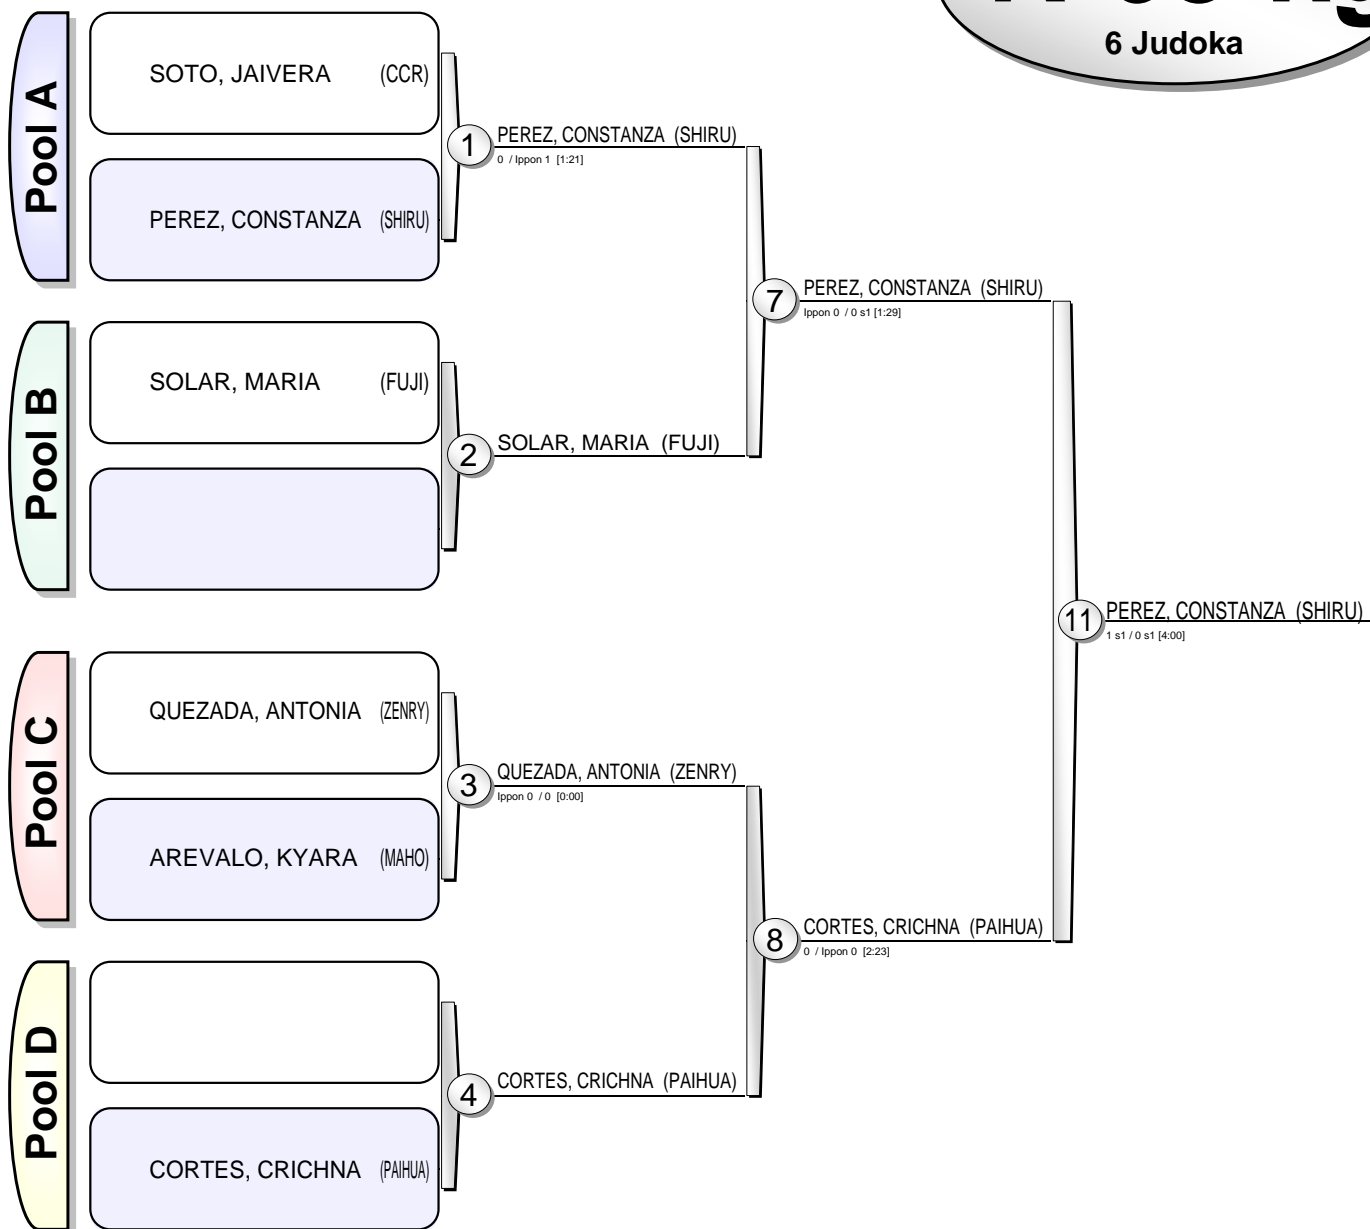 6 Judoka
Pool A
SOTO, JAIVERA (CCR)
PEREZ, CONSTANZA (SHIRU)
1
PEREZ, CONSTANZA (SHIRU)
0 / Ippon 1 [1:21]
Pool B
SOLAR, MARIA (FUJI)
2
SOLAR, MARIA (FUJI)
7
PEREZ, CONSTANZA (SHIRU)
Ippon 0 / 0 s1 [1:29]
Pool C
QUEZADA, ANTONIA (ZENRY)
AREVALO, KYARA (MAHO)
3
QUEZADA, ANTONIA (ZENRY)
Ippon 0 / 0 [0:00]
Pool D
CORTES, CRICHNA (PAIHUA)
4
CORTES, CRICHNA (PAIHUA)
8
CORTES, CRICHNA (PAIHUA)
0 / Ippon 0 [2:23]
11
PEREZ, CONSTANZA (SHIRU)
1 s1 / 0 s1 [4:00]